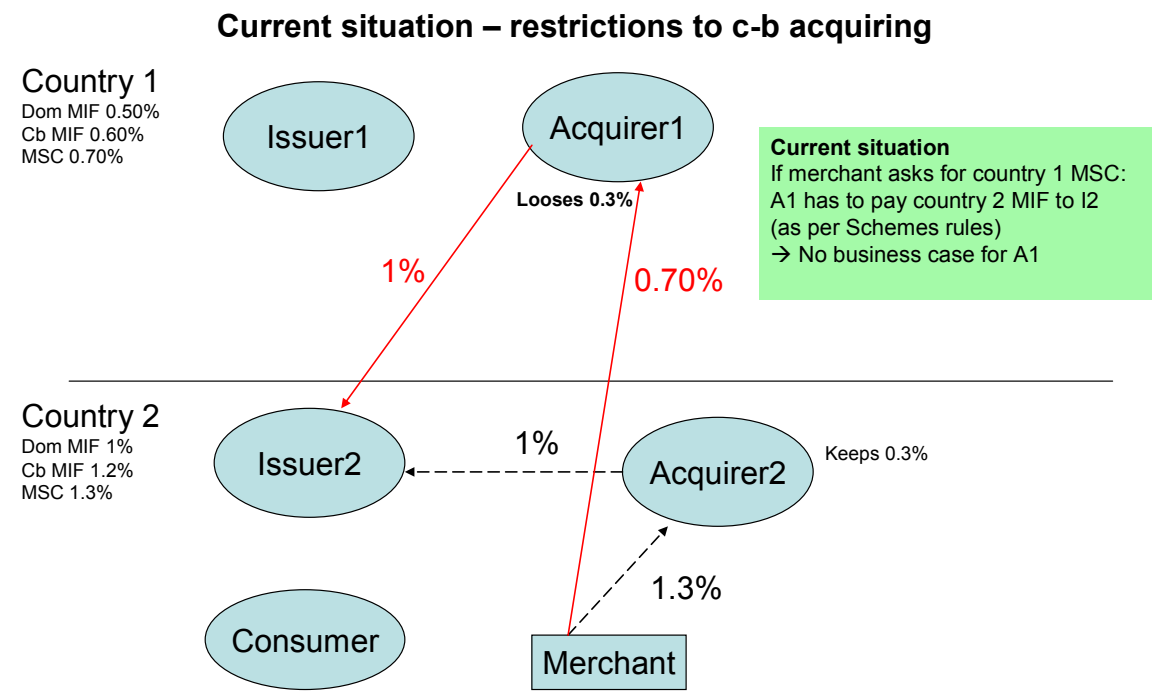 Current situation – restrictions to c-b acquiring
Country 1
Dom MIF 0.50%
Cb MIF 0.60%
MSC 0.70%
Issuer1
Acquirer1
Looses 0.3%
Current situation
If merchant asks for country 1 MSC:
A1 has to pay country 2 MIF to I2
(as per Schemes rules)
→ No business case for A1
1%
0.70%
Country 2
Dom MIF 1%
Cb MIF 1.2%
MSC 1.3%
Issuer2
1%
Acquirer2
Keeps 0.3%
1.3%
Consumer
Merchant